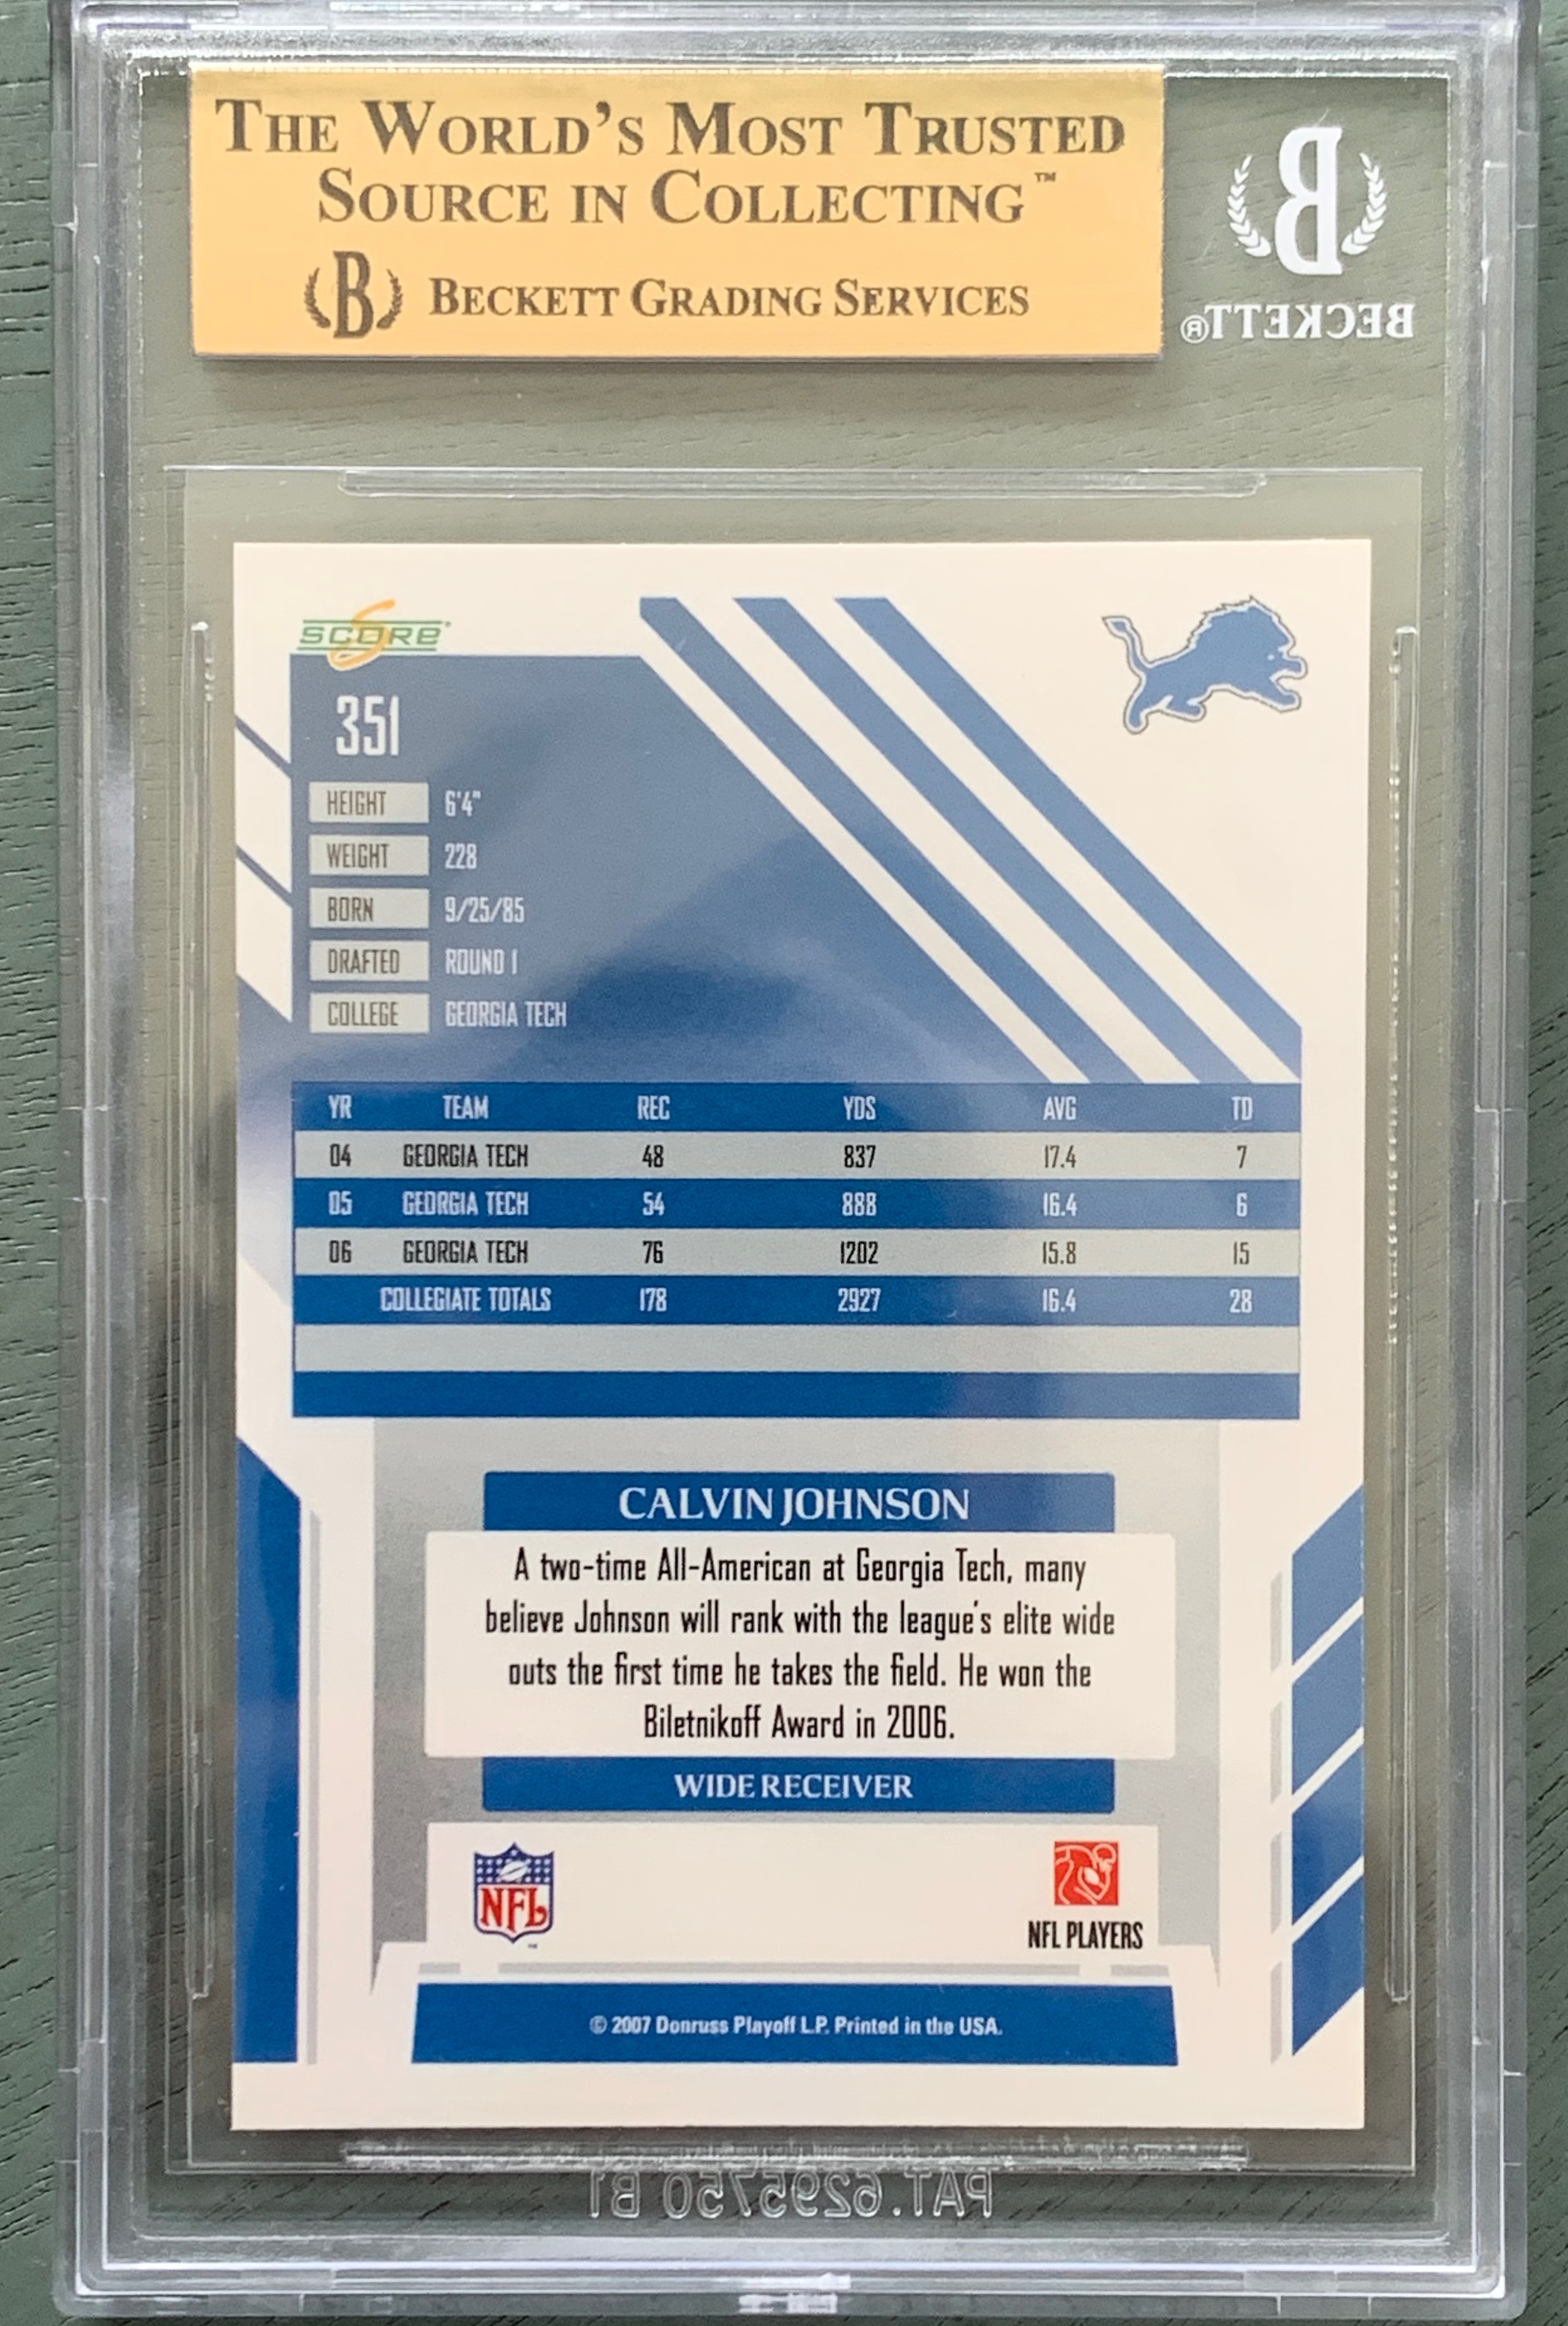 THE WORLD'S MOST TRUSTED
SOURCE IN COLLECTING™
B BECKETT GRADING SERVICES
B
BECKETT®
SCORE
351
HEIGHT 6'4"
WEIGHT 228
BORN 9/25/85
DRAFTED ROUND 1
COLLEGE GEORGIA TECH
YR TEAM REC YDS AVG TD
04 GEORGIA TECH 48 837 17.4 7
05 GEORGIA TECH 54 888 16.4 6
06 GEORGIA TECH 76 1202 15.8 15
COLLEGIATE TOTALS 178 2927 16.4 28
CALVIN JOHNSON
A two-time All-American at Georgia Tech, many
believe Johnson will rank with the league's elite wide
outs the first time he takes the field. He won the
Biletnikoff Award in 2006.
WIDE RECEIVER
NFL
NFL PLAYERS
© 2007 Donruss Playoff L.P. Printed in the USA.
PAT.6295750 B1